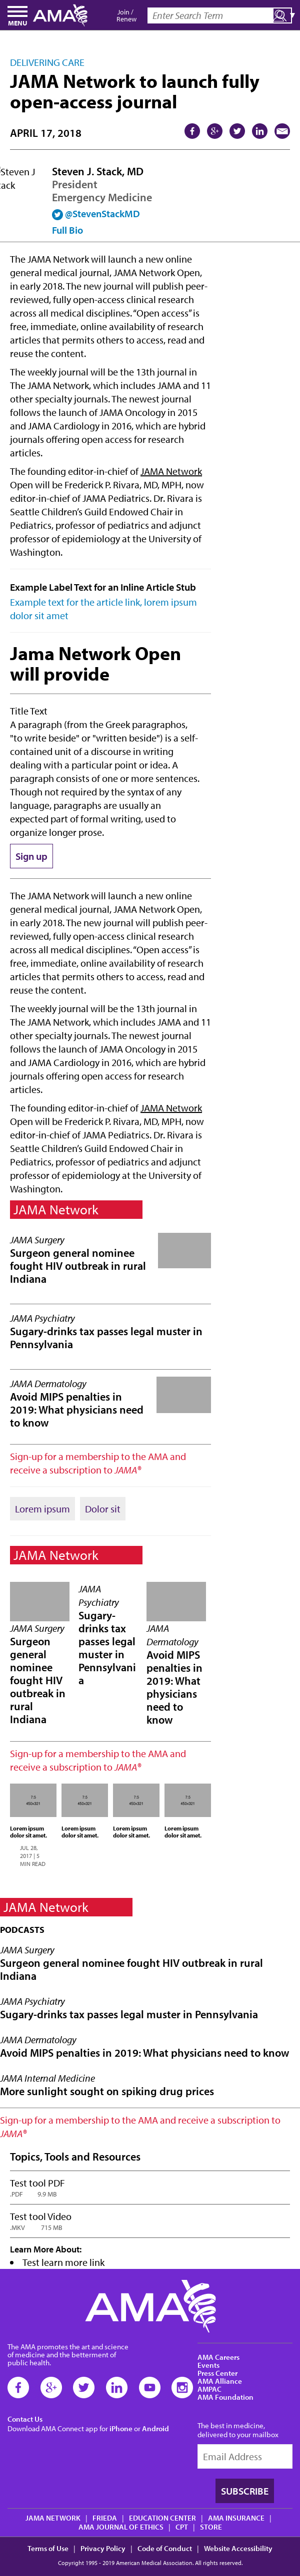 MENU
AMA
Join /
Renew
Enter Search Term
DELIVERING CARE
JAMA Network to launch fully
open-access journal
APRIL 17, 2018
Steven J
tack
Steven J. Stack, MD
President
Emergency Medicine
@StevenStackMD
Full Bio
The JAMA Network will launch a new online
general medical journal, JAMA Network Open,
in early 2018. The new journal will publish peer-
reviewed, fully open-access clinical research
across all medical disciplines. “Open access” is
free, immediate, online availability of research
articles that permits others to access, read and
reuse the content.
The weekly journal will be the 13th journal in
The JAMA Network, which includes JAMA and 11
other specialty journals. The newest journal
follows the launch of JAMA Oncology in 2015
and JAMA Cardiology in 2016, which are hybrid
journals offering open access for research
articles.
The founding editor-in-chief of JAMA Network
Open will be Frederick P. Rivara, MD, MPH, now
editor-in-chief of JAMA Pediatrics. Dr. Rivara is
Seattle Children’s Guild Endowed Chair in
Pediatrics, professor of pediatrics and adjunct
professor of epidemiology at the University of
Washington.
Example Label Text for an Inline Article Stub
Example text for the article link, lorem ipsum
dolor sit amet
Jama Network Open
will provide
Title Text
A paragraph (from the Greek paragraphos,
"to write beside" or "written beside") is a self-
contained unit of a discourse in writing
dealing with a particular point or idea. A
paragraph consists of one or more sentences.
Though not required by the syntax of any
language, paragraphs are usually an
expected part of formal writing, used to
organize longer prose.
Sign up
The JAMA Network will launch a new online
general medical journal, JAMA Network Open,
in early 2018. The new journal will publish peer-
reviewed, fully open-access clinical research
across all medical disciplines. “Open access” is
free, immediate, online availability of research
articles that permits others to access, read and
reuse the content.
The weekly journal will be the 13th journal in
The JAMA Network, which includes JAMA and 11
other specialty journals. The newest journal
follows the launch of JAMA Oncology in 2015
and JAMA Cardiology in 2016, which are hybrid
journals offering open access for research
articles.
The founding editor-in-chief of JAMA Network
Open will be Frederick P. Rivara, MD, MPH, now
editor-in-chief of JAMA Pediatrics. Dr. Rivara is
Seattle Children’s Guild Endowed Chair in
Pediatrics, professor of pediatrics and adjunct
professor of epidemiology at the University of
Washington.
JAMA Network
JAMA Surgery
Surgeon general nominee
fought HIV outbreak in rural
Indiana
JAMA Psychiatry
Sugary-drinks tax passes legal muster in
Pennsylvania
JAMA Dermatology
Avoid MIPS penalties in
2019: What physicians need
to know
Sign-up for a membership to the AMA and
receive a subscription to JAMA®
Lorem ipsum Dolor sit
JAMA Network
JAMA Surgery
Surgeon
general
nominee
fought HIV
outbreak in
rural
Indiana
JAMA
Psychiatry
Sugary-
drinks tax
passes legal
muster in
Pennsylvani
a
JAMA
Dermatology
Avoid MIPS
penalties in
2019: What
physicians
need to
know
Sign-up for a membership to the AMA and
receive a subscription to JAMA®
Lorem ipsum
dolor sit amet.
JUL 28,
2017 | 5
MIN READ
Lorem ipsum
dolor sit amet.
Lorem ipsum
dolor sit amet.
Lorem ipsum
dolor sit amet.
JAMA Network
PODCASTS
JAMA Surgery
Surgeon general nominee fought HIV outbreak in rural
Indiana
JAMA Psychiatry
Sugary-drinks tax passes legal muster in Pennsylvania
JAMA Dermatology
Avoid MIPS penalties in 2019: What physicians need to know
JAMA Internal Medicine
More sunlight sought on spiking drug prices
Sign-up for a membership to the AMA and receive a subscription to
JAMA®
Topics, Tools and Resources
Test tool PDF
.PDF 9.9 MB
Test tool Video
.MKV 715 MB
Learn More About:
• Test learn more link
AMA
The AMA promotes the art and science
of medicine and the betterment of
public health.
Contact Us
Download AMA Connect app for iPhone or Android
AMA Careers
Events
Press Center
AMA Alliance
AMPAC
AMA Foundation
The best in medicine,
delivered to your mailbox
Email Address
SUBSCRIBE
JAMA NETWORK | FRIEDA | EDUCATION CENTER | AMA INSURANCE |
AMA JOURNAL OF ETHICS | CPT | STORE
Terms of Use | Privacy Policy | Code of Conduct | Website Accessibility
Copyright 1995 - 2019 American Medical Association. All rights reserved.